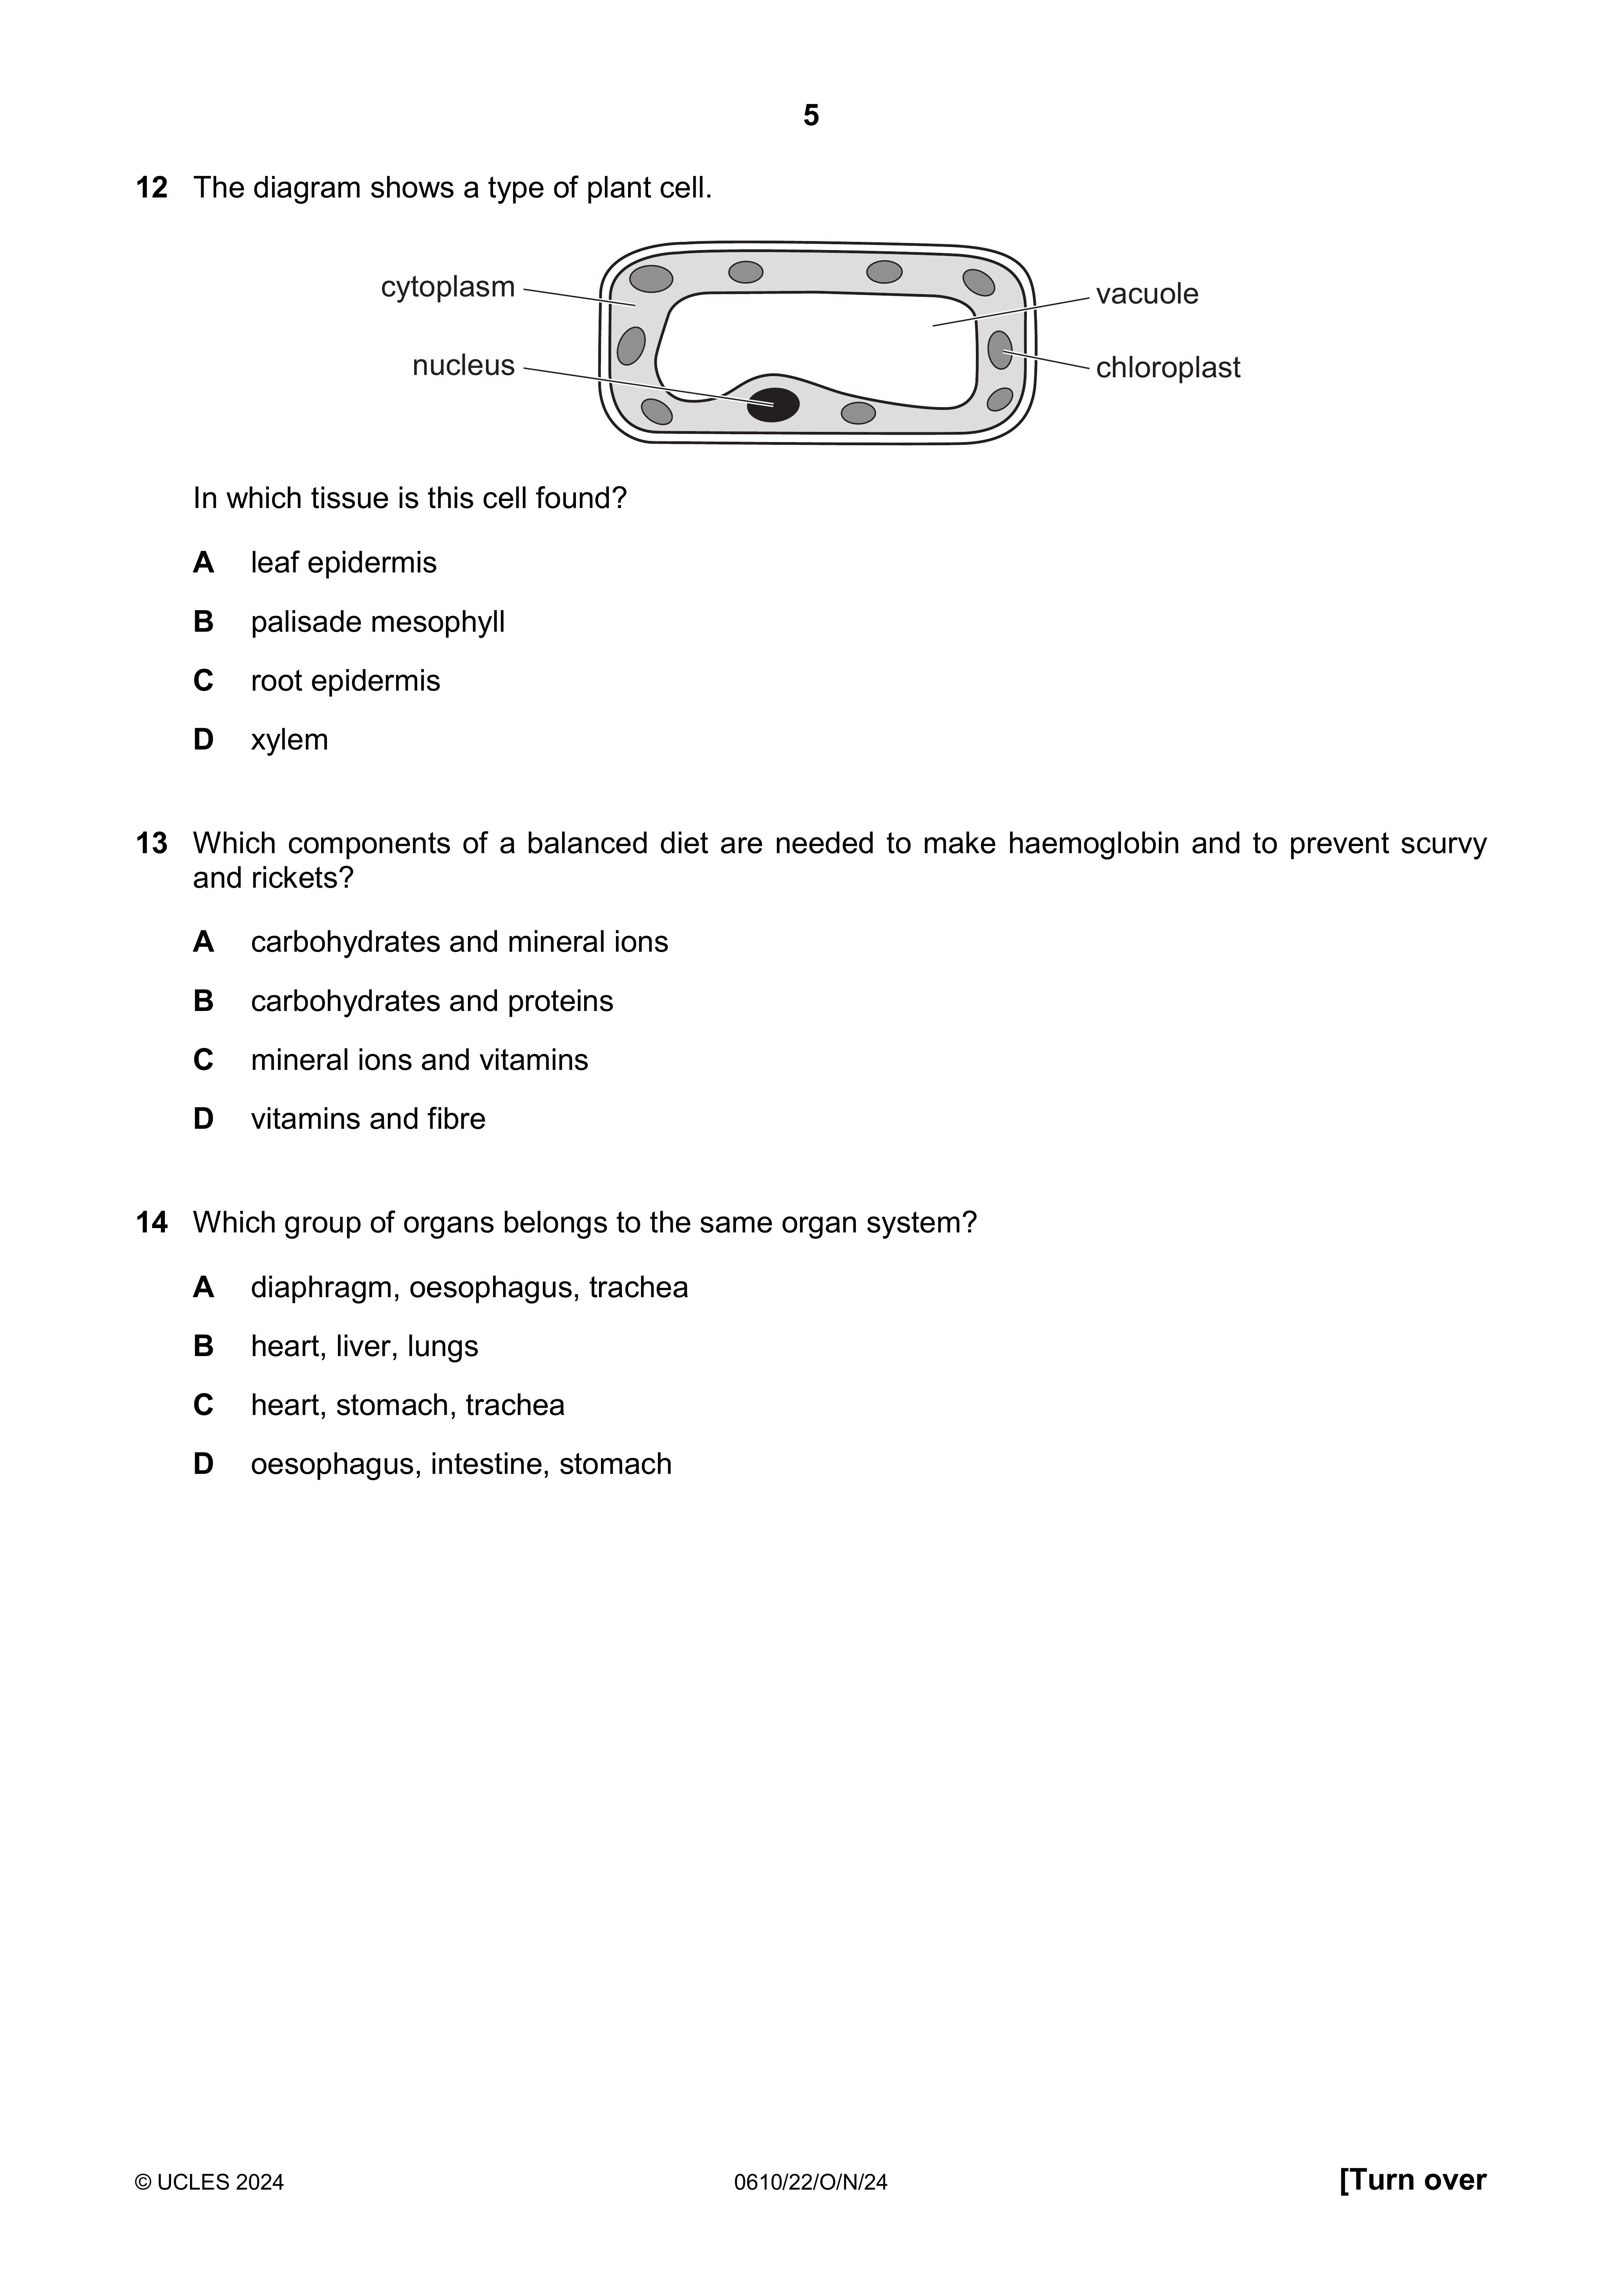 5
12 The diagram shows a type of plant cell.
cytoplasm
nucleus
vacuole
chloroplast
In which tissue is this cell found?
A leaf epidermis
B palisade mesophyll
C root epidermis
D xylem
13 Which components of a balanced diet are needed to make haemoglobin and to prevent scurvy
and rickets?
A carbohydrates and mineral ions
B carbohydrates and proteins
C mineral ions and vitamins
D vitamins and fibre
14 Which group of organs belongs to the same organ system?
A diaphragm, oesophagus, trachea
B heart, liver, lungs
C heart, stomach, trachea
D oesophagus, intestine, stomach
© UCLES 2024 0610/22/O/N/24 [Turn over